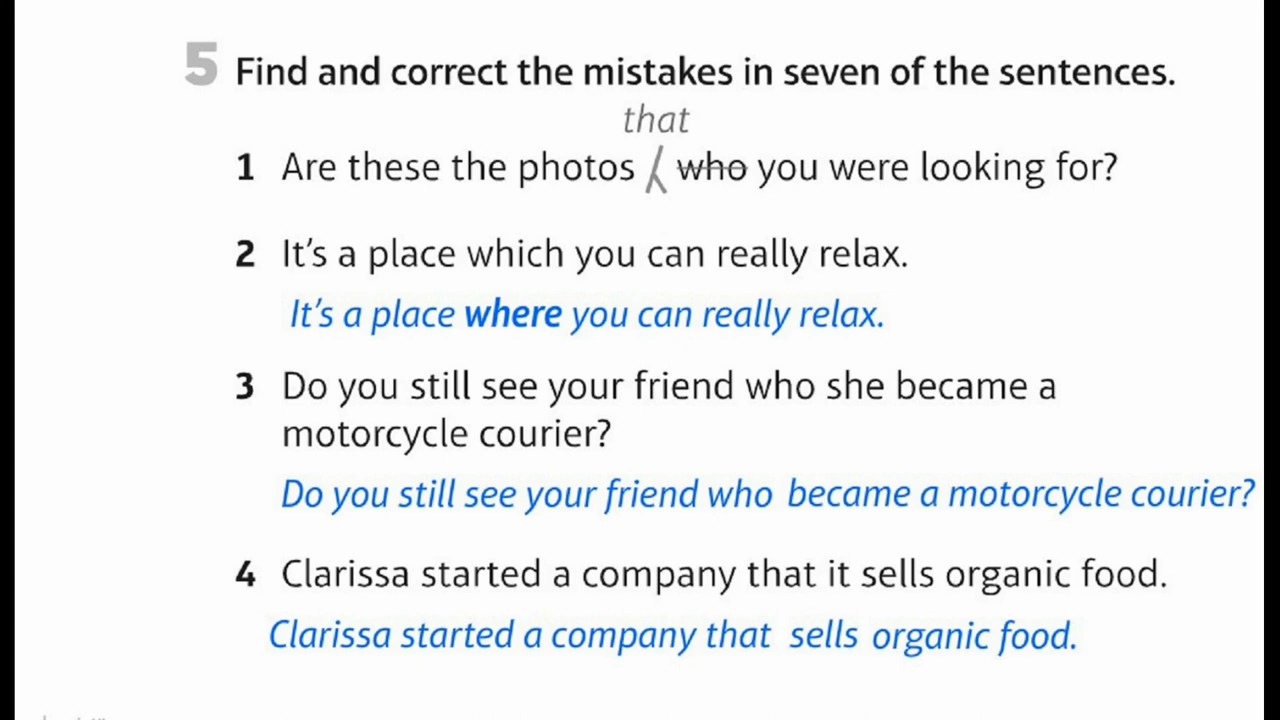 5 Find and correct the mistakes in seven of the sentences.
that
1 Are these the photos who you were looking for?
2 It's a place which you can really relax.
It's a place where you can really relax.
3 Do you still see your friend who she became a
motorcycle courier?
Do you still see your friend who became a motorcycle courier?
4 Clarissa started a company that it sells organic food.
Clarissa started a company that sells organic food.